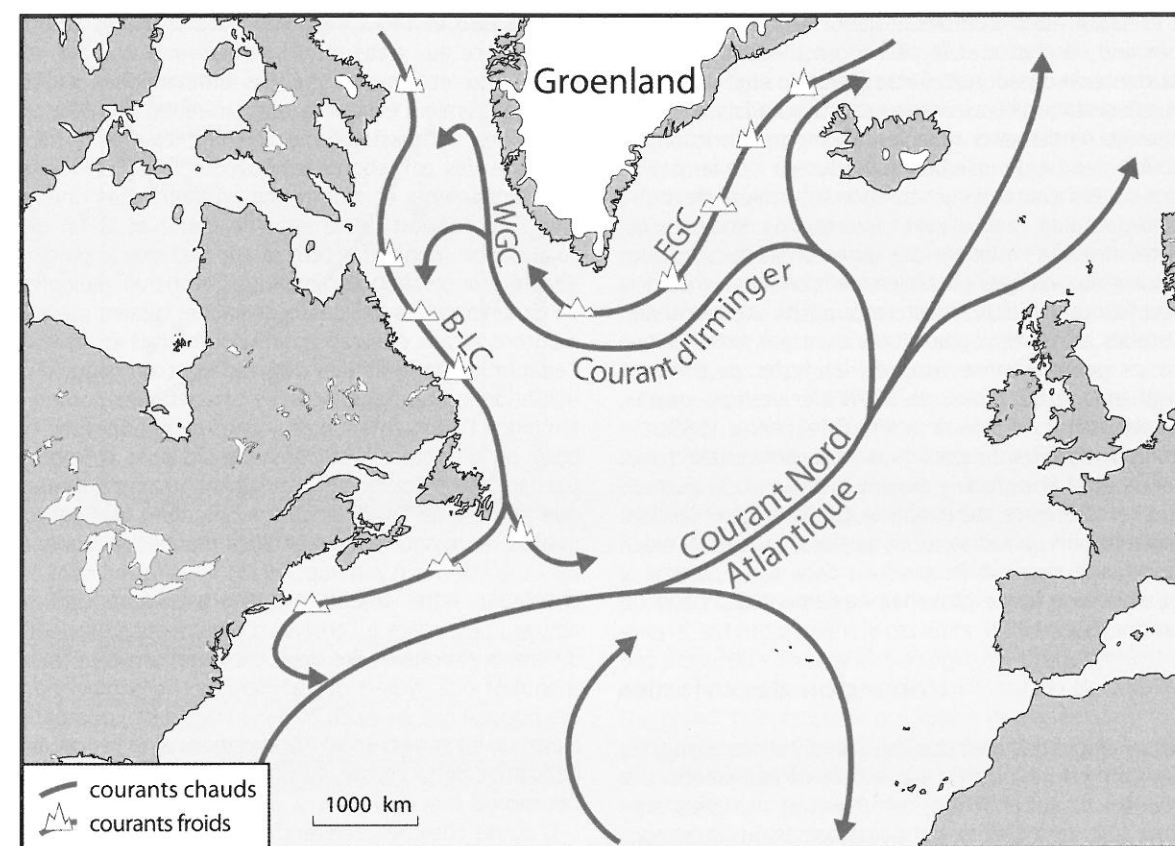 Groenland
WGC
EGC
B-LC
Courant d'Irminger
Courant Nord
Atlantique
courants chauds
courants froids
1000 km